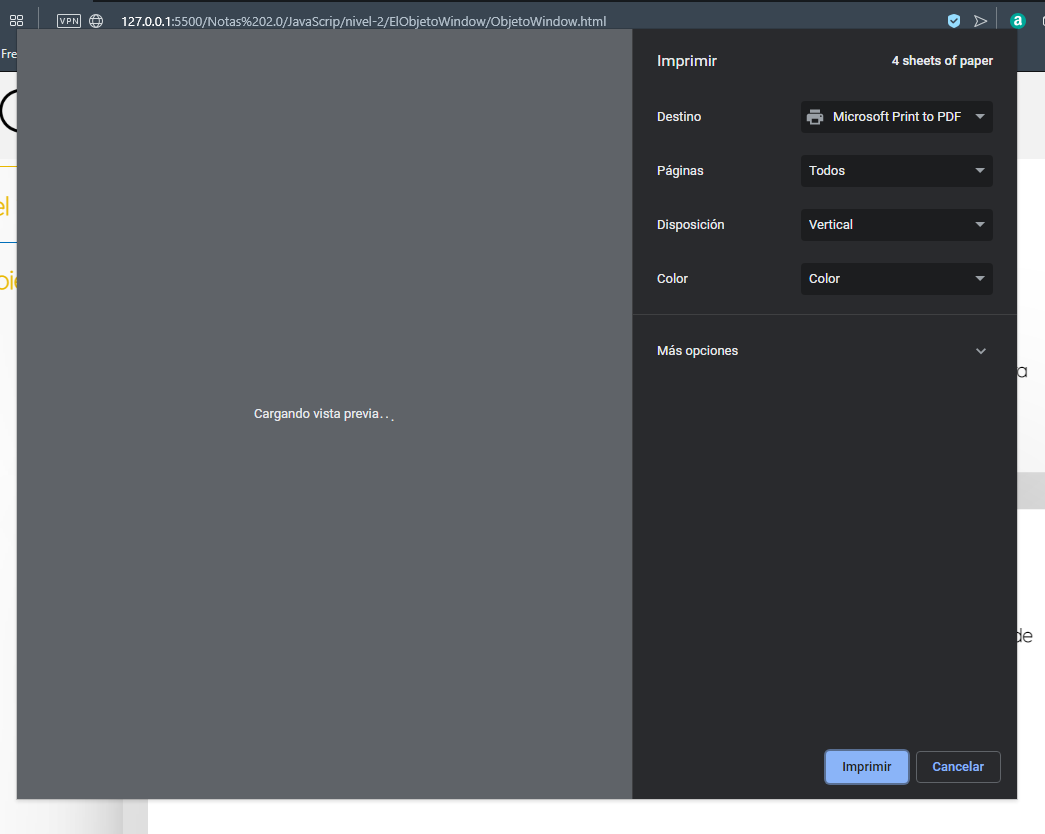 VPN
127.0.0.1:5500/Notas%202.0/JavaScrip/nivel-2/ElObjetoWindow/ObjetoWindow.html
a
Fre
Imprimir
4 sheets of paper
Destino
Microsoft Print to PDF
Páginas
Todos
el
Disposición
Vertical
Color
Color
Más opciones
a
Cargando vista previa...
de
Imprimir
Cancelar